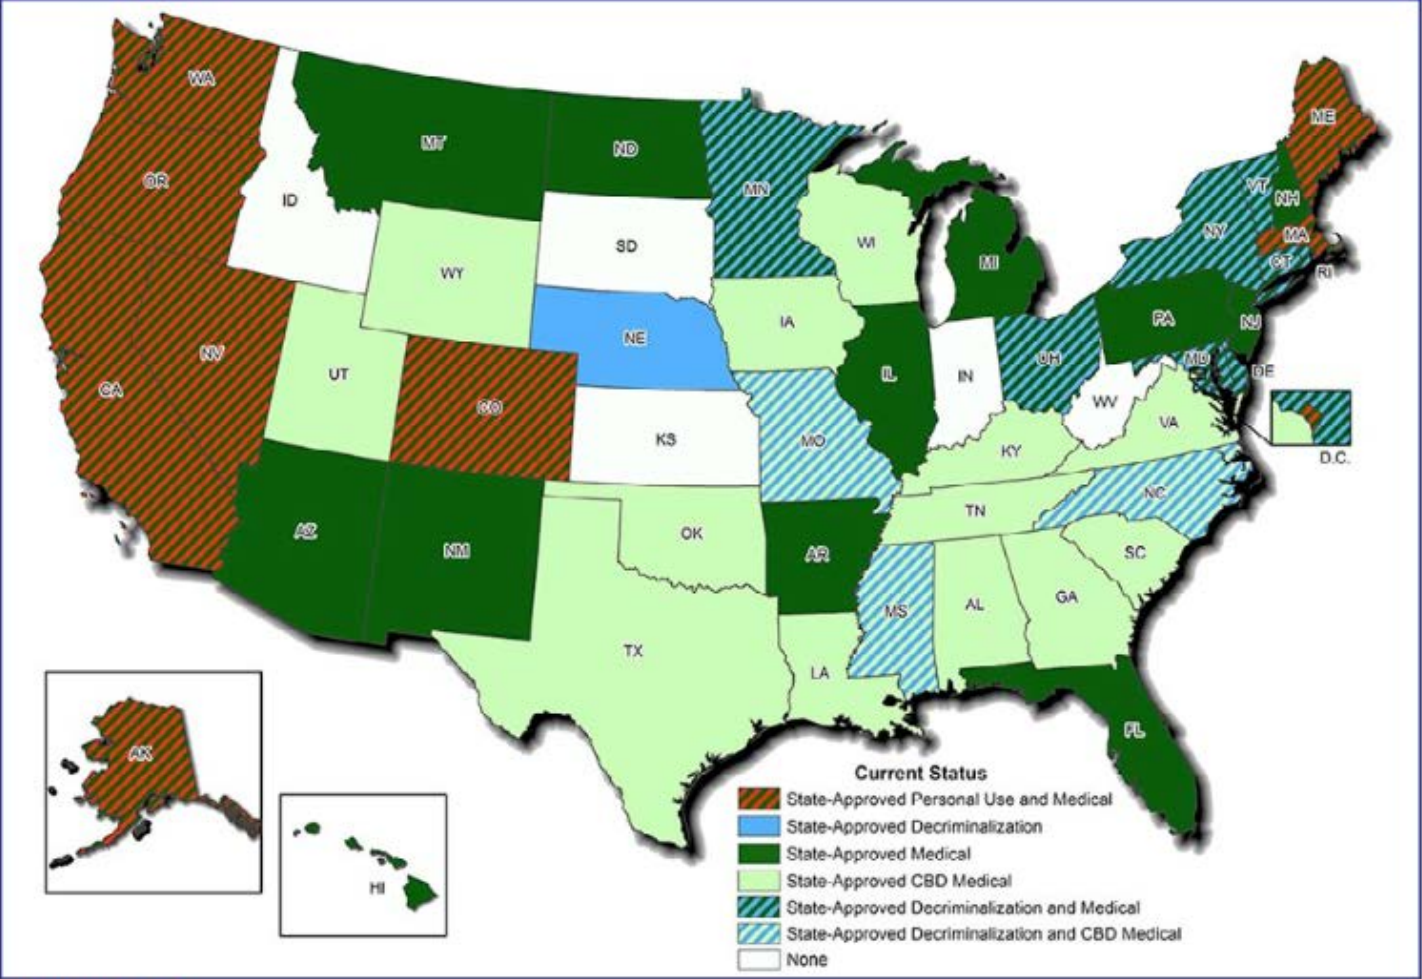 WA
MT
ND
ME
MN
OR
VT
NH
ID
NY
MA
SD
WI
MI
CT
RI
WY
IA
PA
NJ
NE
NV
OH
MD
UT
IL
IN
DE
CA
CO
WV
KS
MO
KY
VA
D.C.
NC
TN
AZ
OK
NM
AR
SC
MS
AL
GA
TX
LA
FL
AK
HI
Current Status
State-Approved Personal Use and Medical
State-Approved Decriminalization
State-Approved Medical
State-Approved CBD Medical
State-Approved Decriminalization and Medical
State-Approved Decriminalization and CBD Medical
None